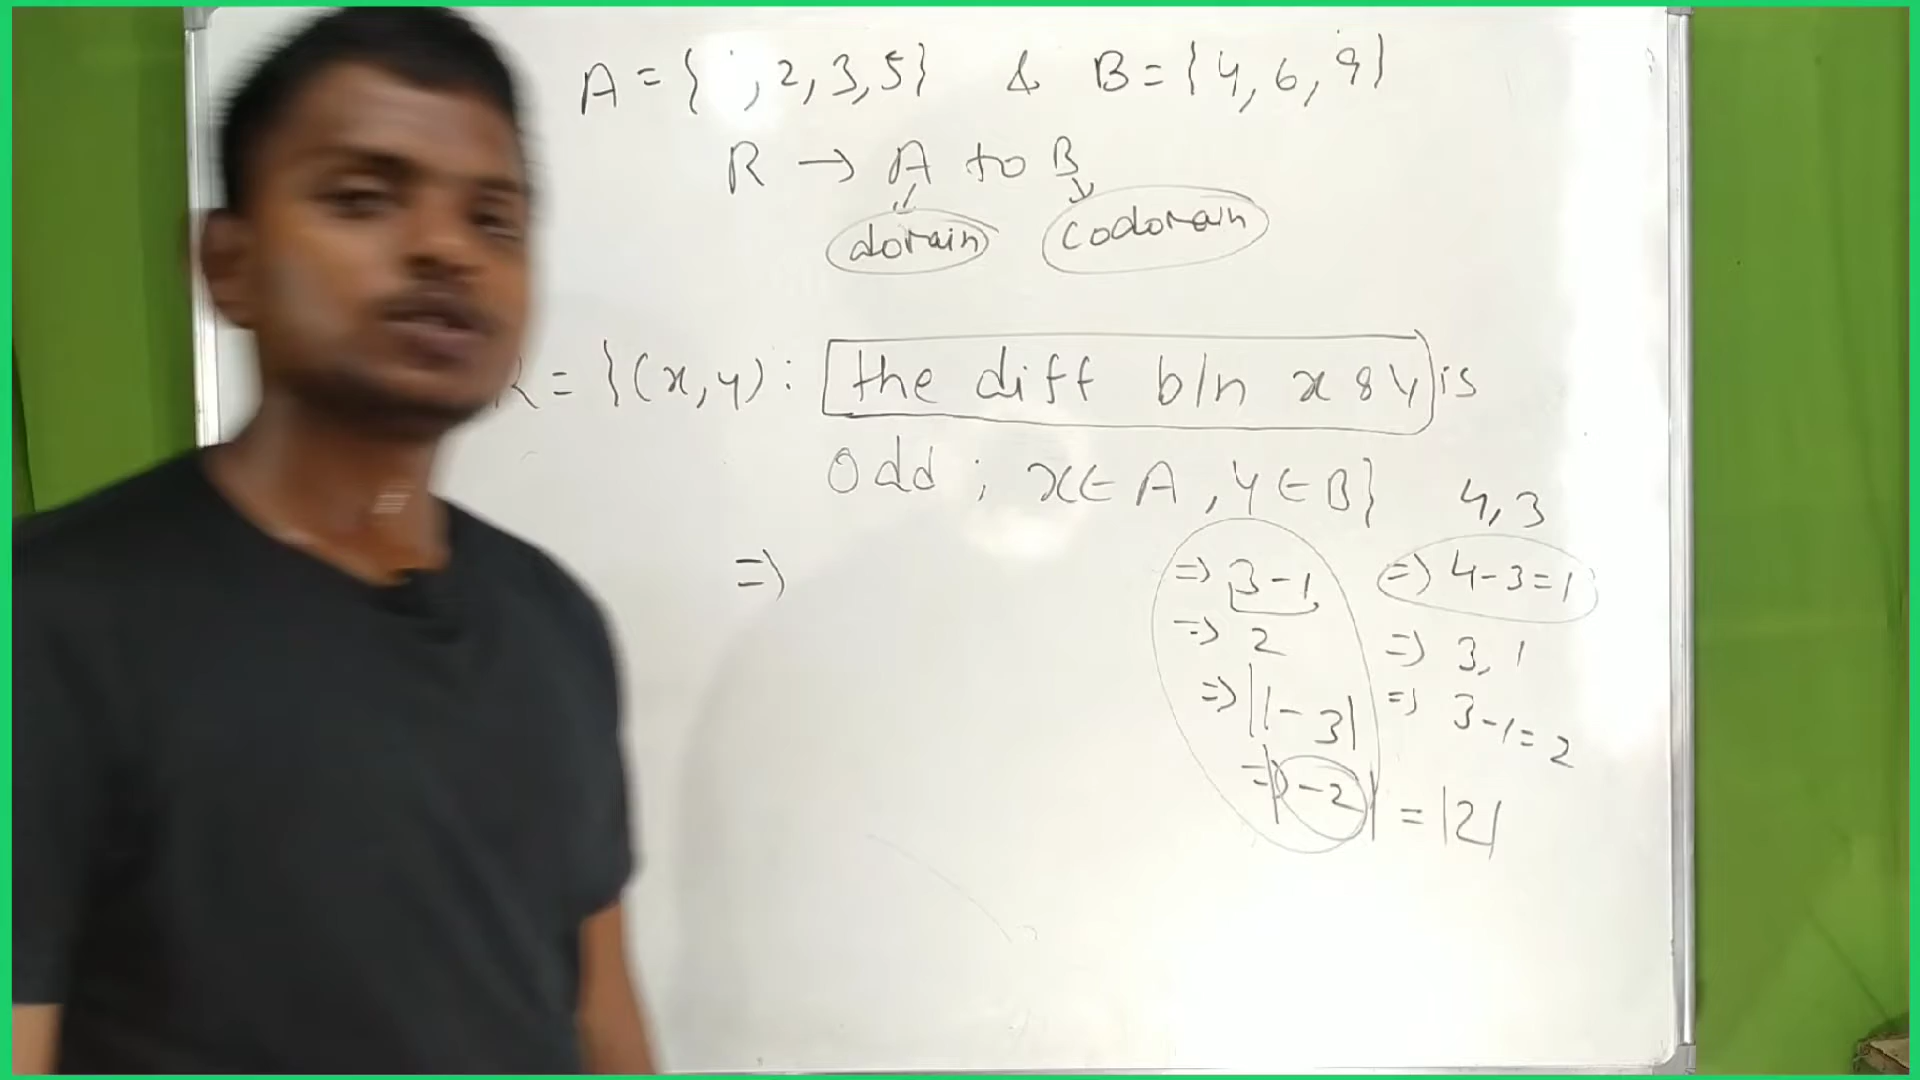 A = { , 2, 3, 5} & B = {4, 6, 9}
R → A to B
domain codomain
R = {(x, y) : the diff b/n x & y is
odd ; x ∈ A , y ∈ B}
4, 3
⇒
⇒ 3 - 1
⇒ 2
⇒ |1 - 3|
⇒ |-2| = |2|
⇒ 4 - 3 = 1
⇒ 3, 1
⇒ 3 - 1 = 2